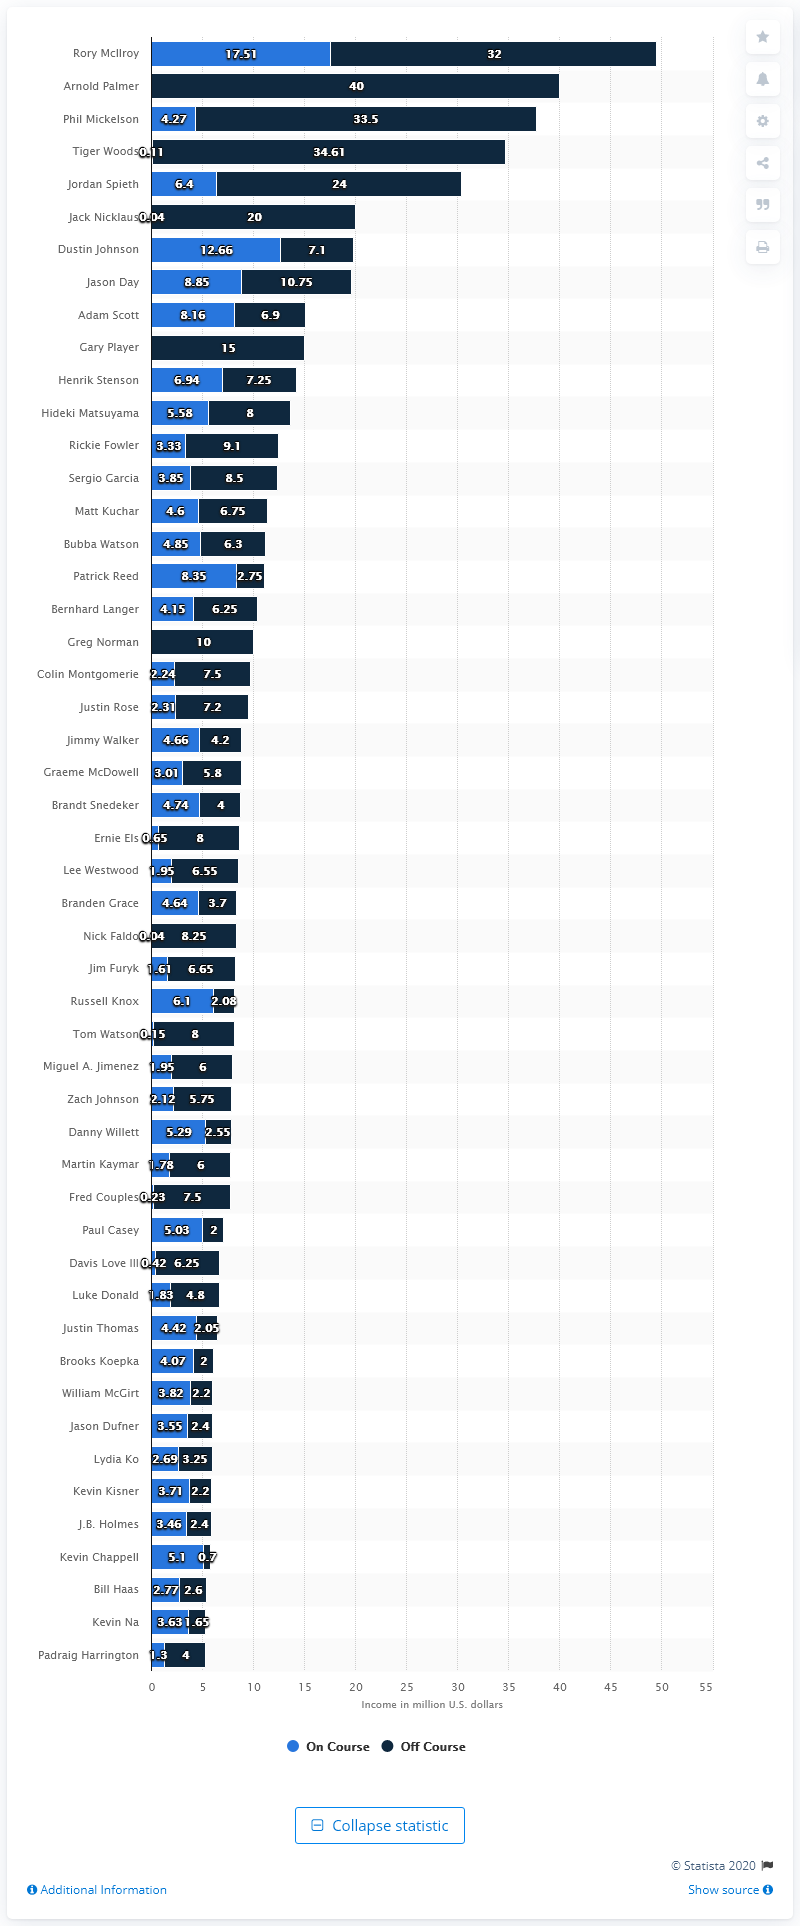 Rory McIlroy 17.51 32
Arnold Palmer 40
Phil Mickelson 4.27 33.5
Tiger Woods 0.11 34.61
Jordan Spieth 6.4 24
Jack Nicklaus 0.04 20
Dustin Johnson 12.66 7.1
Jason Day 8.85 10.75
Adam Scott 8.16 6.9
Gary Player 15
Henrik Stenson 6.94 7.25
Hideki Matsuyama 5.58 8
Rickie Fowler 3.33 9.1
Sergio Garcia 3.85 8.5
Matt Kuchar 4.6 6.75
Bubba Watson 4.85 6.3
Patrick Reed 8.35 2.75
Bernhard Langer 4.15 6.25
Greg Norman 10
Colin Montgomerie 2.24 7.5
Justin Rose 2.31 7.2
Jimmy Walker 4.66 4.2
Graeme McDowell 3.01 5.8
Brandt Snedeker 4.74 4
Ernie Els 0.65 8
Lee Westwood 1.95 6.55
Branden Grace 4.64 3.7
Nick Faldo 0.04 8.25
Jim Furyk 1.61 6.65
Russell Knox 6.1 2.08
Tom Watson 0.15 8
Miguel A. Jimenez 1.95 6
Zach Johnson 2.12 5.75
Danny Willett 5.29 2.55
Martin Kaymar 1.78 6
Fred Couples 0.23 7.5
Paul Casey 5.03 2
Davis Love III 0.42 6.25
Luke Donald 1.83 4.8
Justin Thomas 4.42 2.05
Brooks Koepka 4.07 2
William McGirt 3.82 2.2
Jason Dufner 3.55 2.4
Lydia Ko 2.69 3.25
Kevin Kisner 3.71 2.2
J.B. Holmes 3.46 2.4
Kevin Chappell 5.1 0.7
Bill Haas 2.77 2.6
Kevin Na 3.63 1.65
Padraig Harrington 1.3 4
0 5 10 15 20 25 30 35 40 45 50 55
Income in million U.S. dollars
On Course Off Course
Collapse statistic
© Statista 2020
Additional Information Show source